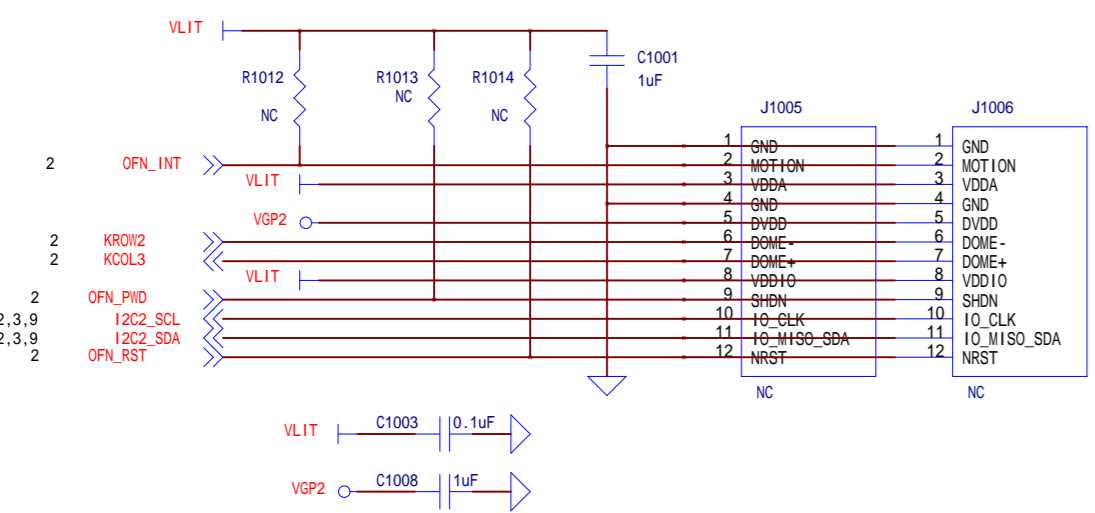 VLIT
R1012
NC
R1013
NC
R1014
NC
C1001
1uF
J1005
J1006
2 OFN_INT
VLIT
VGP2
2 KROW2
2 KCOL3
VLIT
2 OFN_PWD
2,3,9 I2C2_SCL
2,3,9 I2C2_SDA
2 OFN_RST
1 GND
2 MOTION
3 VDDA
4 GND
5 DVDD
6 DOME-
7 DOME+
8 VDDIO
9 SHDN
10 IO_CLK
11 IO_MISO_SDA
12 NRST
NC
1 GND
2 MOTION
3 VDDA
4 GND
5 DVDD
6 DOME-
7 DOME+
8 VDDIO
9 SHDN
10 IO_CLK
11 IO_MISO_SDA
12 NRST
NC
VLIT C1003 0.1uF
VGP2 C1008 1uF